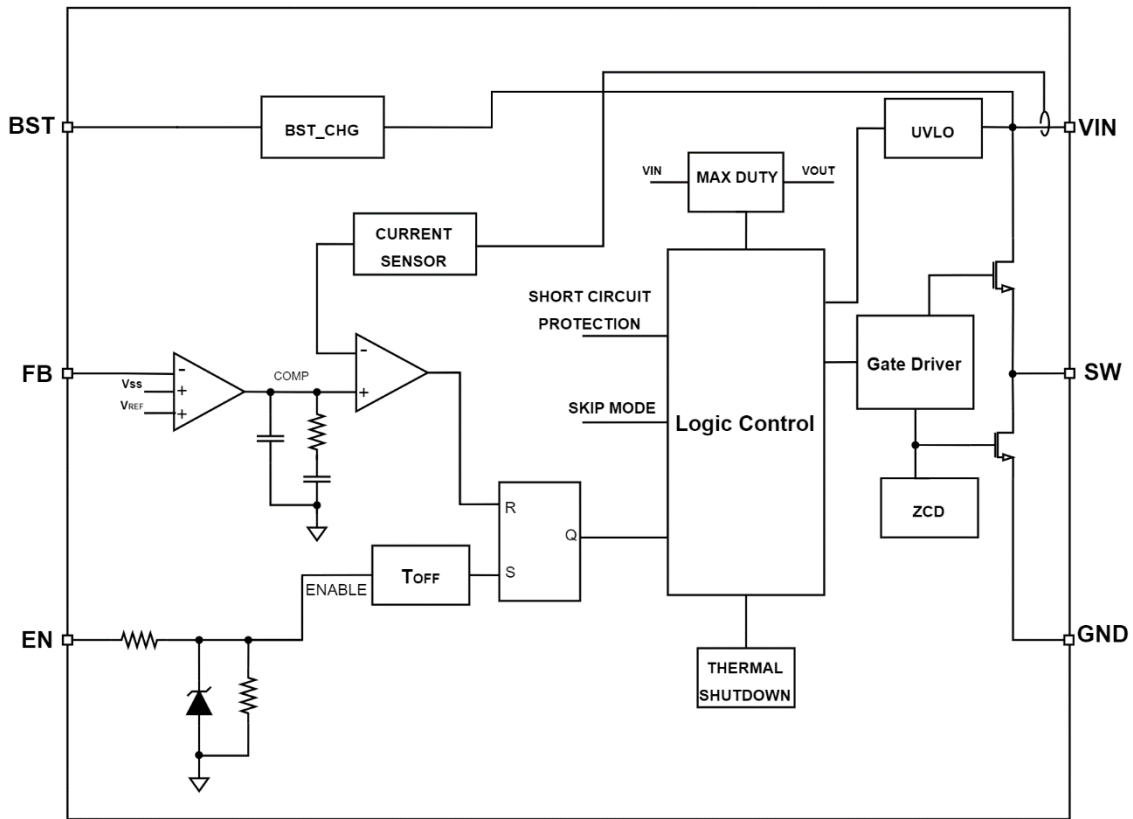 BST
BST_CHG
UVLO
VIN
VIN
MAX DUTY
VOUT
CURRENT
SENSOR
SHORT CIRCUIT
PROTECTION
FB
-
Vss
+
VREF
+
COMP
-
+
Gate Driver
SW
SKIP MODE
Logic Control
ZCD
R
Q
S
TOFF
ENABLE
EN
GND
THERMAL
SHUTDOWN